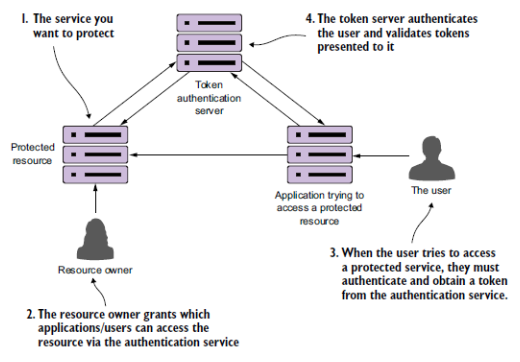 1. The service you
want to protect
4. The token server authenticates
the user and validates tokens
presented to it
Token
authentication
server
Protected
resource
Application trying to
access a protected
resource
The user
Resource owner
3. When the user tries to access
a protected service, they must
authenticate and obtain a token
from the authentication service.
2. The resource owner grants which
applications/users can access the
resource via the authentication service